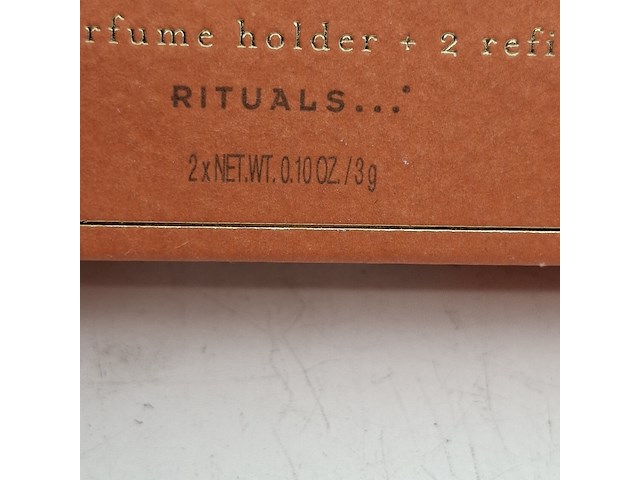 rfume holder + 2 refi
RITUALS...®
2 x NET.WT. 0.10 OZ. / 3 g